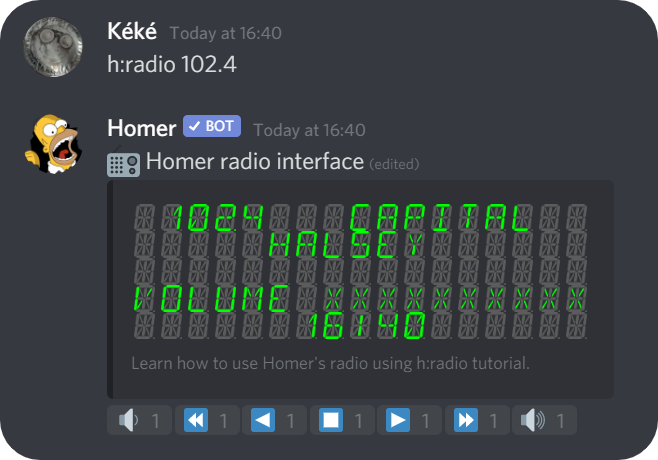 Kéké Today at 16:40
h:radio 102.4
Homer BOT Today at 16:40
Homer radio interface (edited)
1024 CAPITAL
HALSEY
VOLUME XXXXXXXXXX
16:40
Learn how to use Homer's radio using h:radio tutorial.
1 1 1 1 1 1 1